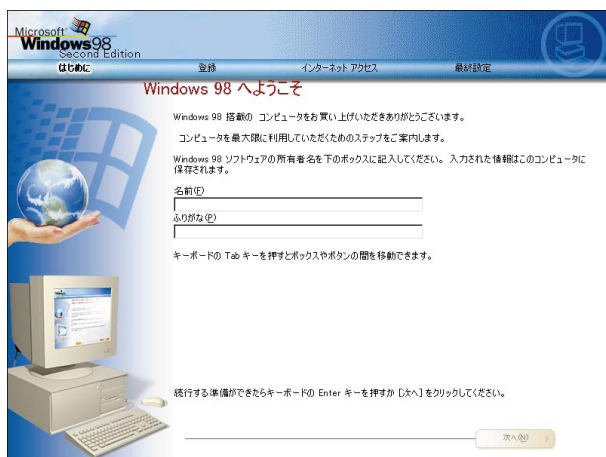 Microsoft
Windows98
Second Edition
はじめに 登録 インターネット アクセス 最終設定
Windows 98 へようこそ
Windows 98 搭載の コンピュータをお買い上げいただきありがとうございます。
コンピュータを最大限に利用していただくためのステップをご案内します。
Windows 98 ソフトウェアの所有者名を下のボックスに記入してください。 入力された情報はこのコンピュータに
保存されます。
名前(F)
ふりがな(P)
キーボードの Tab キーを押すとボックスやボタンの間を移動できます。
続行する準備ができたらキーボードの Enter キーを押すか [次へ] をクリックしてください。
次へ(N)